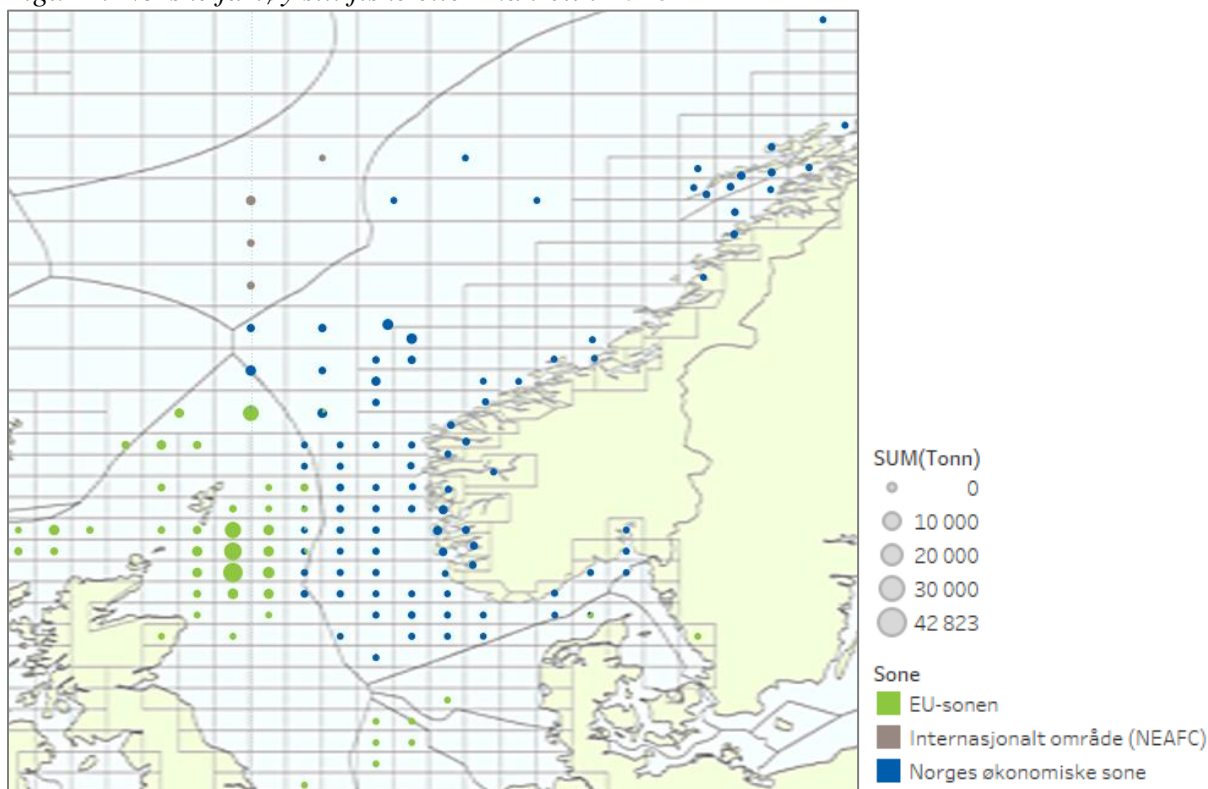 SUM(Tonn)
0
10 000
20 000
30 000
42 823
Sone
EU-sonen
Internasjonalt område (NEAFC)
Norges økonomiske sone